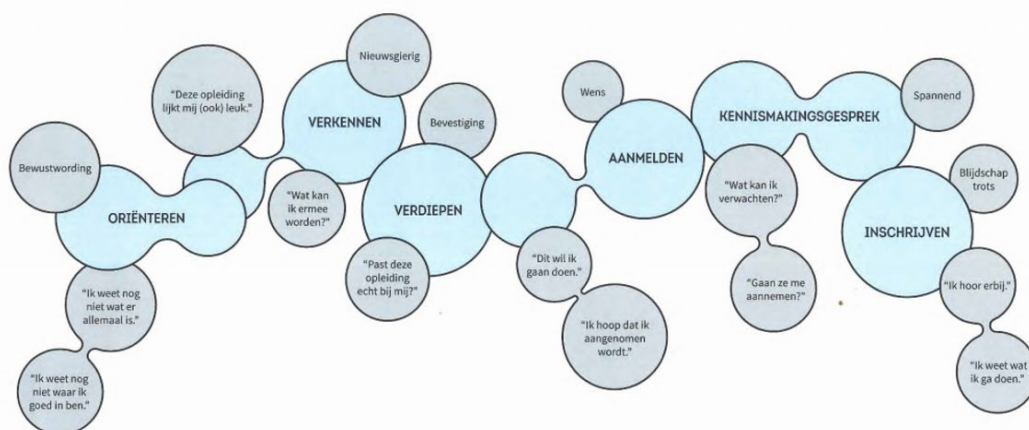 Bewustwording
ORIËNTEREN
"Ik weet nog
niet wat er
allemaal is."
"Ik weet nog
niet waar ik
goed in ben."
"Deze opleiding
lijkt mij (ook) leuk."
Nieuwsgierig
VERKENNEN
"Wat kan
ik ermee
worden?"
Bevestiging
VERDIEPEN
"Past deze
opleiding
echt bij mij?"
Wens
AANMELDEN
"Dit wil ik
gaan doen."
"Ik hoop dat ik
aangenomen
wordt."
KENNISMAKINGSGESPREK
Spannend
"Wat kan ik
verwachten?"
"Gaan ze me
aannemen?"
Blijdschap
trots
INSCHRIJVEN
"Ik hoor erbij."
"Ik weet wat
ik ga doen."